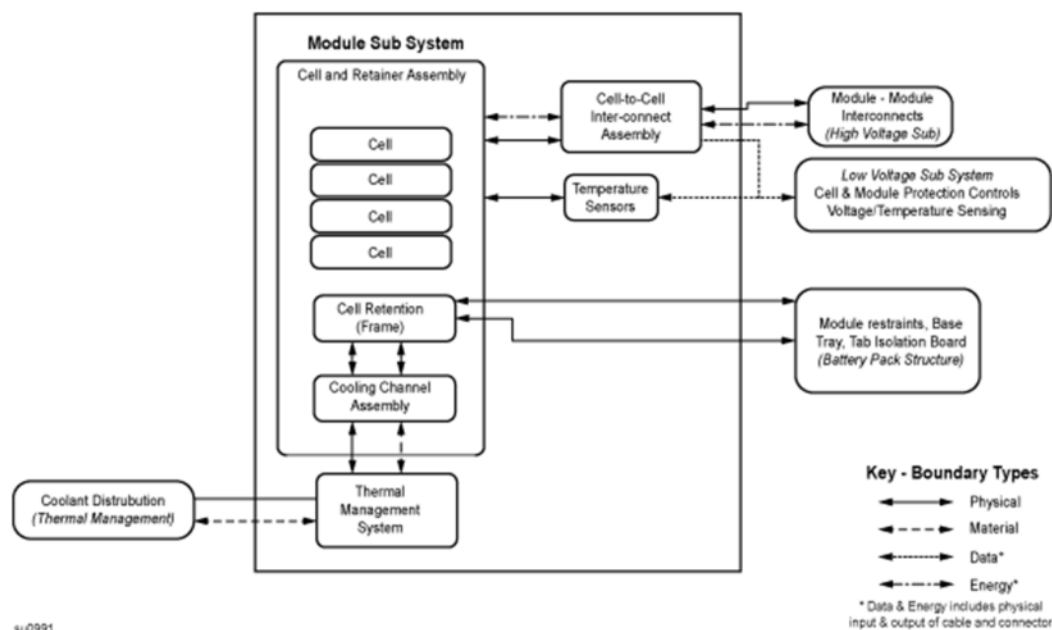 Module Sub System
Cell and Retainer Assembly
Cell
Cell
Cell
Cell
Cell Retention
(Frame)
Cooling Channel
Assembly
Thermal
Management
System
Cell-to-Cell
Inter-connect
Assembly
Temperature
Sensors
Module - Module
Interconnects
(High Voltage Sub)
Low Voltage Sub System
Cell & Module Protection Controls
Voltage/Temperature Sensing
Module restraints, Base
Tray, Tab Isolation Board
(Battery Pack Structure)
Coolant Distrubution
(Thermal Management)
Key - Boundary Types
Physical
Material
Data*
Energy*
* Data & Energy includes physical
input & output of cable and connector
su0991